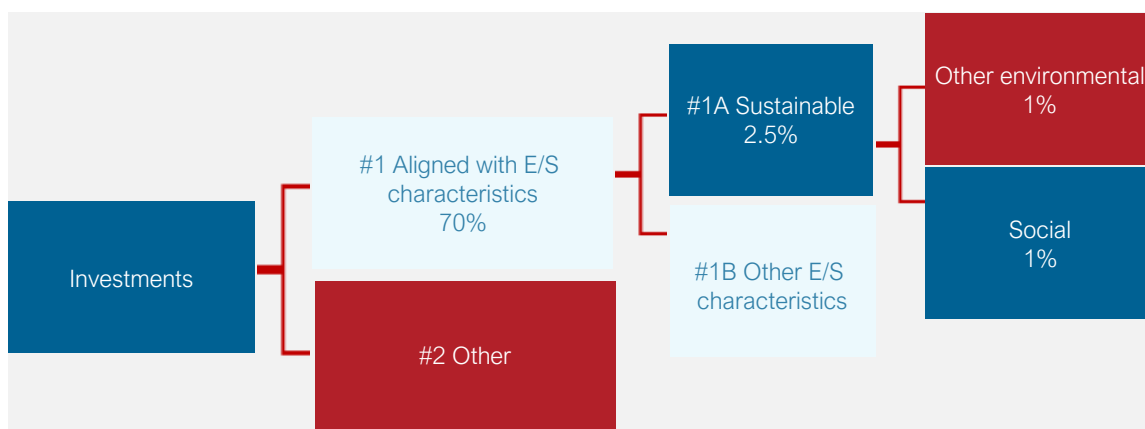 Investments
#1 Aligned with E/S
characteristics
70%
#2 Other
#1A Sustainable
2.5%
#1B Other E/S
characteristics
Other environmental
1%
Social
1%